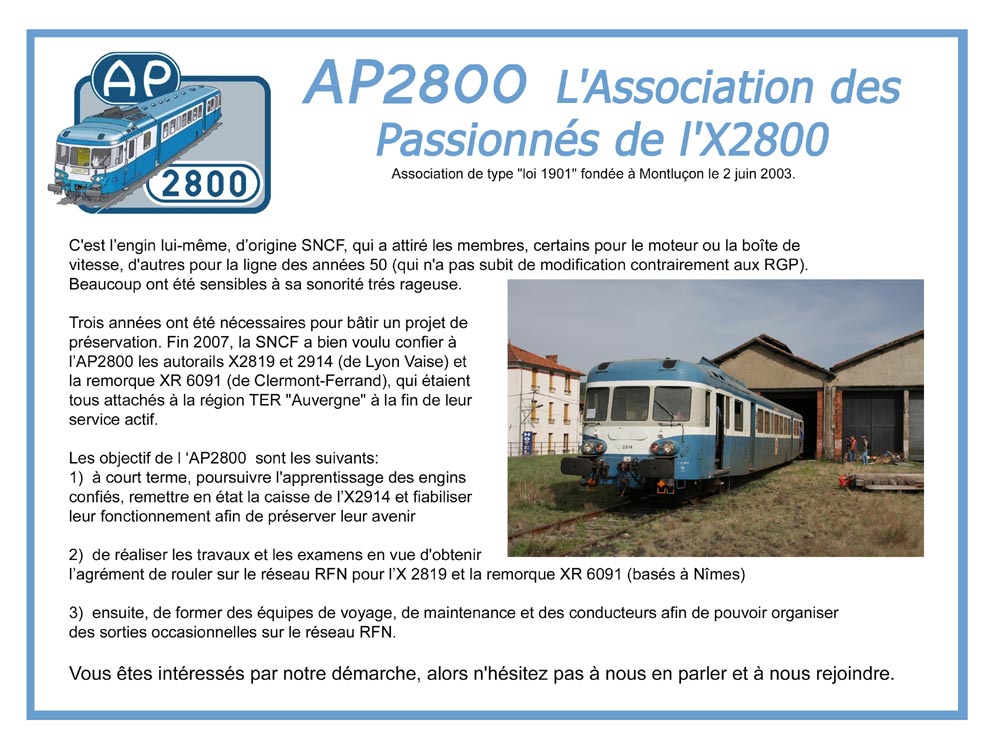 AP
2800
AP2800 L'Association des
Passionnés de l'X2800
Association de type "loi 1901" fondée à Montluçon le 2 juin 2003.
C'est l’engin lui-même, d’origine SNCF, qui a attiré les membres, certains pour le moteur ou la boîte de
vitesse, d'autres pour la ligne des années 50 (qui n'a pas subit de modification contrairement aux RGP).
Beaucoup ont été sensibles à sa sonorité trés rageuse.
Trois années ont été nécessaires pour bâtir un projet de
préservation. Fin 2007, la SNCF a bien voulu confier à
l’AP2800 les autorails X2819 et 2914 (de Lyon Vaise) et
la remorque XR 6091 (de Clermont-Ferrand), qui étaient
tous attachés à la région TER "Auvergne" à la fin de leur
service actif.
Les objectif de l ‘AP2800 sont les suivants:
1) à court terme, poursuivre l'apprentissage des engins
confiés, remettre en état la caisse de l’X2914 et fiabiliser
leur fonctionnement afin de préserver leur avenir
2) de réaliser les travaux et les examens en vue d'obtenir
l’agrément de rouler sur le réseau RFN pour l’X 2819 et la remorque XR 6091 (basés à Nîmes)
3) ensuite, de former des équipes de voyage, de maintenance et des conducteurs afin de pouvoir organiser
des sorties occasionnelles sur le réseau RFN.
Vous êtes intéressés par notre démarche, alors n'hésitez pas à nous en parler et à nous rejoindre.
2914